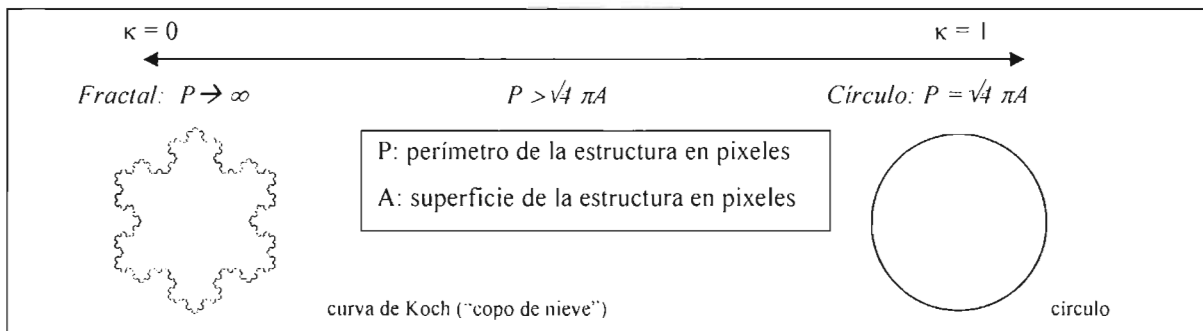 κ = 0 κ = 1
Fractal: P → ∞ P > √4 πA Círculo: P = √4 πA
P: perímetro de la estructura en pixeles
A: superficie de la estructura en pixeles
curva de Koch ("copo de nieve") círculo